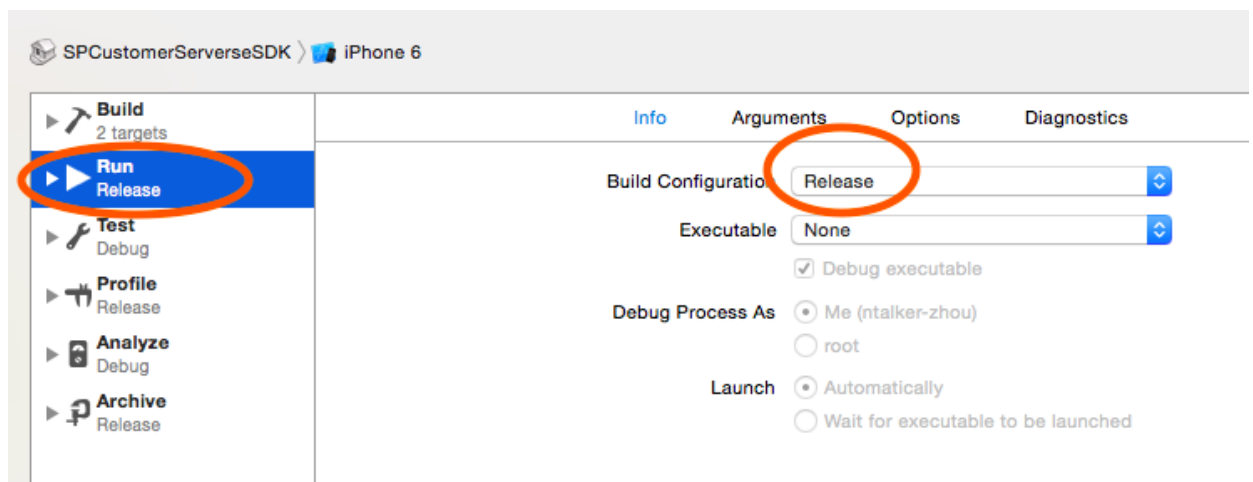 SPCustomerServerseSDK iPhone 6
Build
2 targets
Run
Release
Test
Debug
Profile
Release
Analyze
Debug
Archive
Release
Info Arguments Options Diagnostics
Build Configuration Release
Executable None
Debug executable
Debug Process As Me (ntalker-zhou)
root
Launch Automatically
Wait for executable to be launched